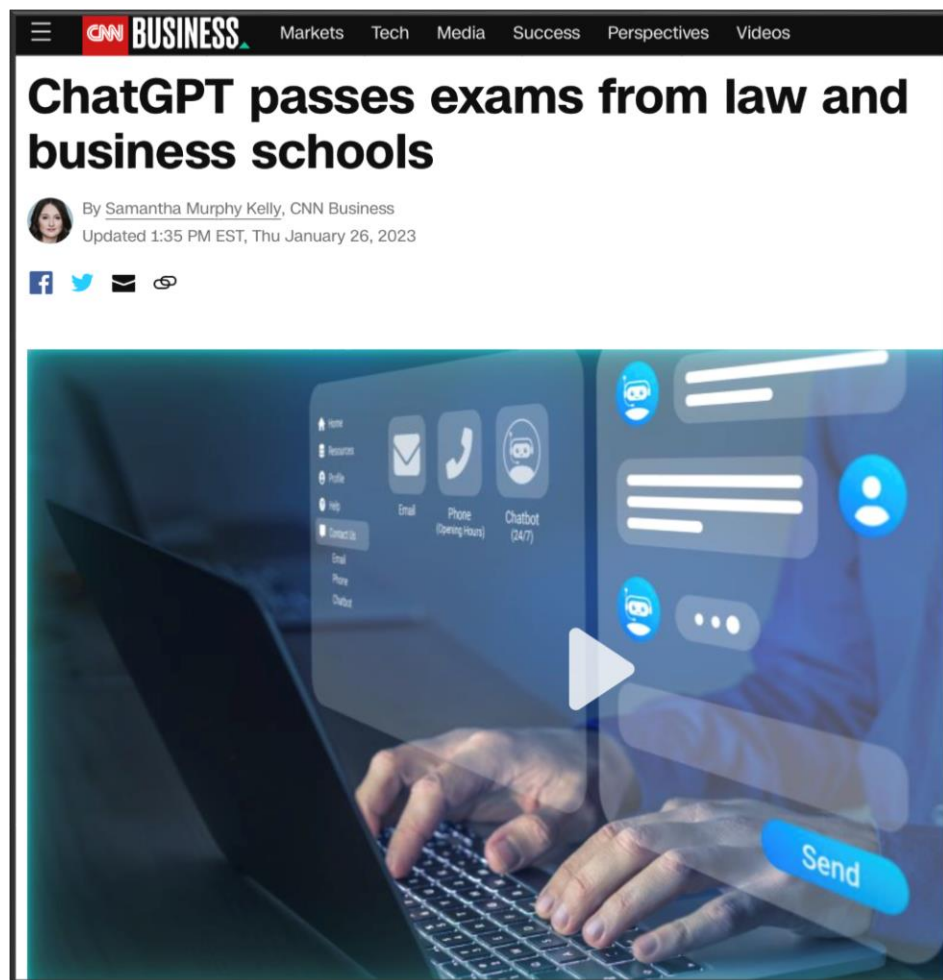 CNN BUSINESS Markets Tech Media Success Perspectives Videos
ChatGPT passes exams from law and
business schools
By Samantha Murphy Kelly, CNN Business
Updated 1:35 PM EST, Thu January 26, 2023
Home
Resources
Profile
Help
Contact Us
Email
Phone
Chatbot
Email
Phone
(Opening Hours)
Chatbot
(24/7)
Send